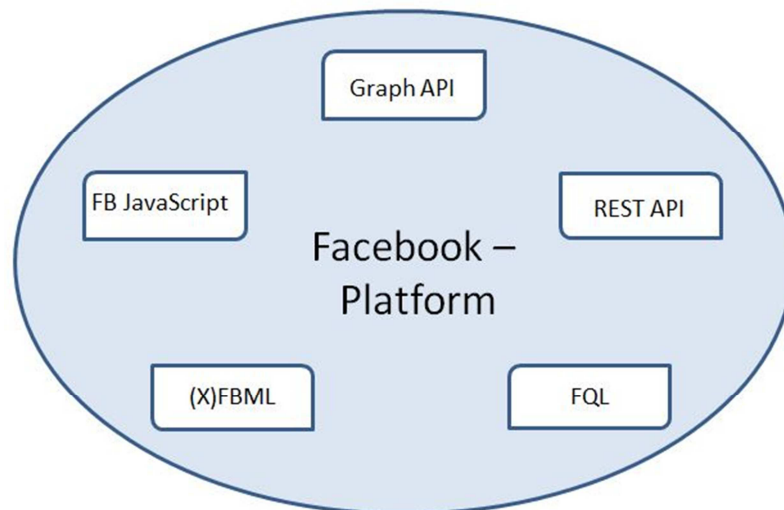 Graph API
FB JavaScript
REST API
Facebook –
Platform
(X)FBML
FQL